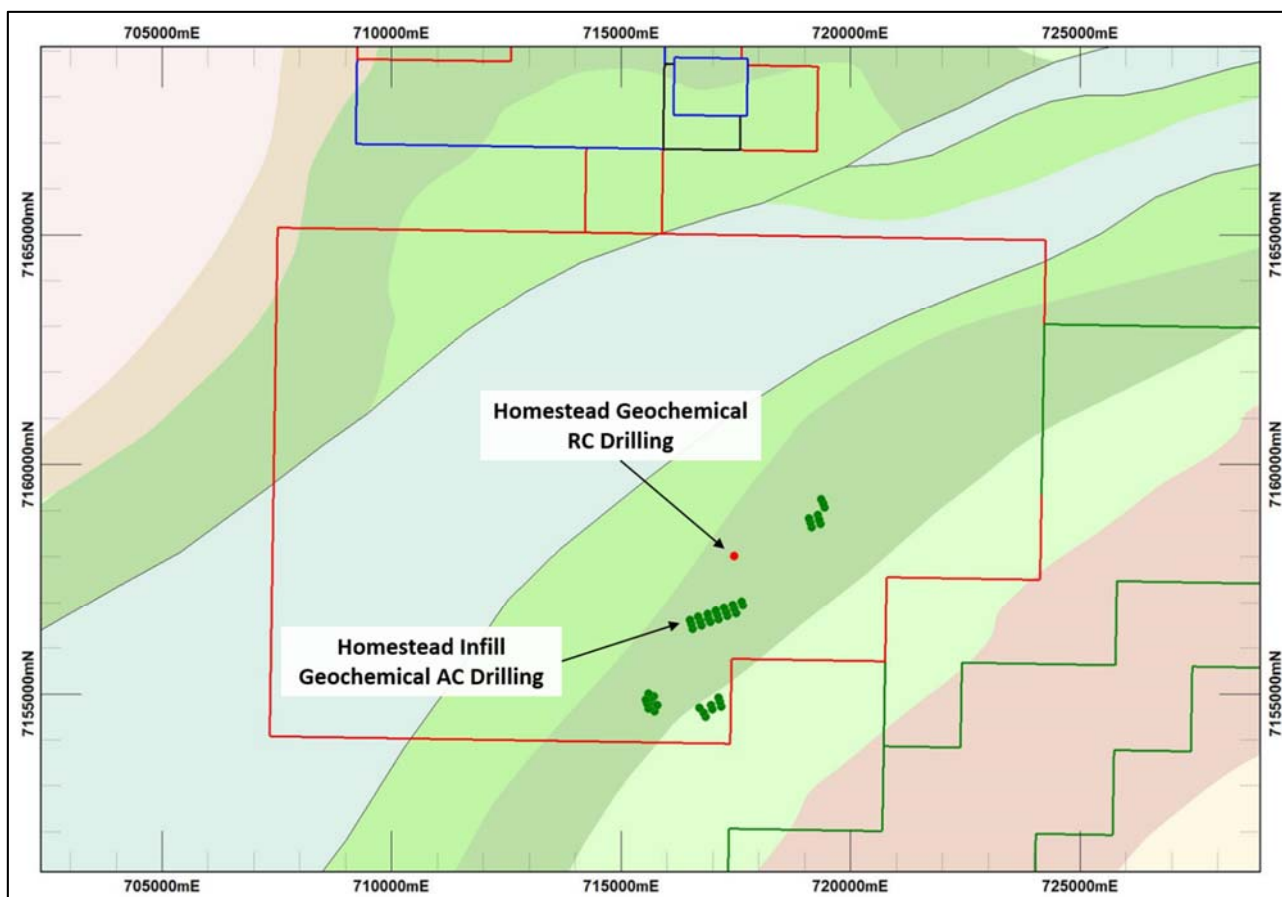 705000mE
710000mE
715000mE
720000mE
725000mE
7165000mN
7165000mN
Homestead Geochemical
RC Drilling
7160000mN
7160000mN
Homestead Infill
Geochemical AC Drilling
7155000mN
7155000mN
705000mE
710000mE
715000mE
720000mE
725000mE